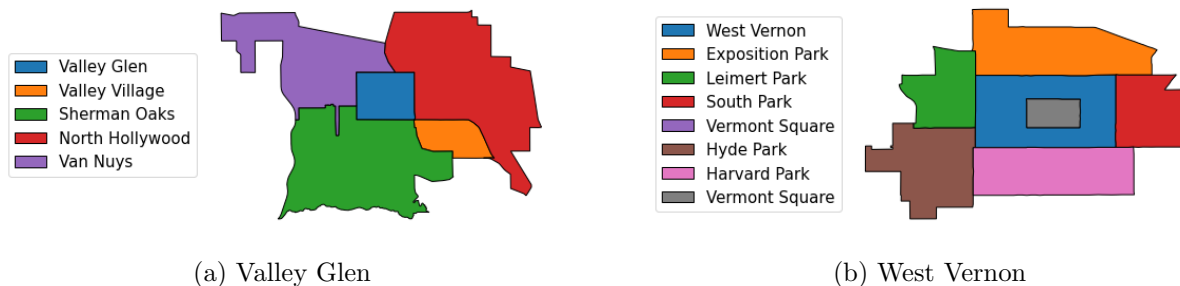 Valley Glen
Valley Village
Sherman Oaks
North Hollywood
Van Nuys
(a) Valley Glen
West Vernon
Exposition Park
Leimert Park
South Park
Vermont Square
Hyde Park
Harvard Park
Vermont Square
(b) West Vernon